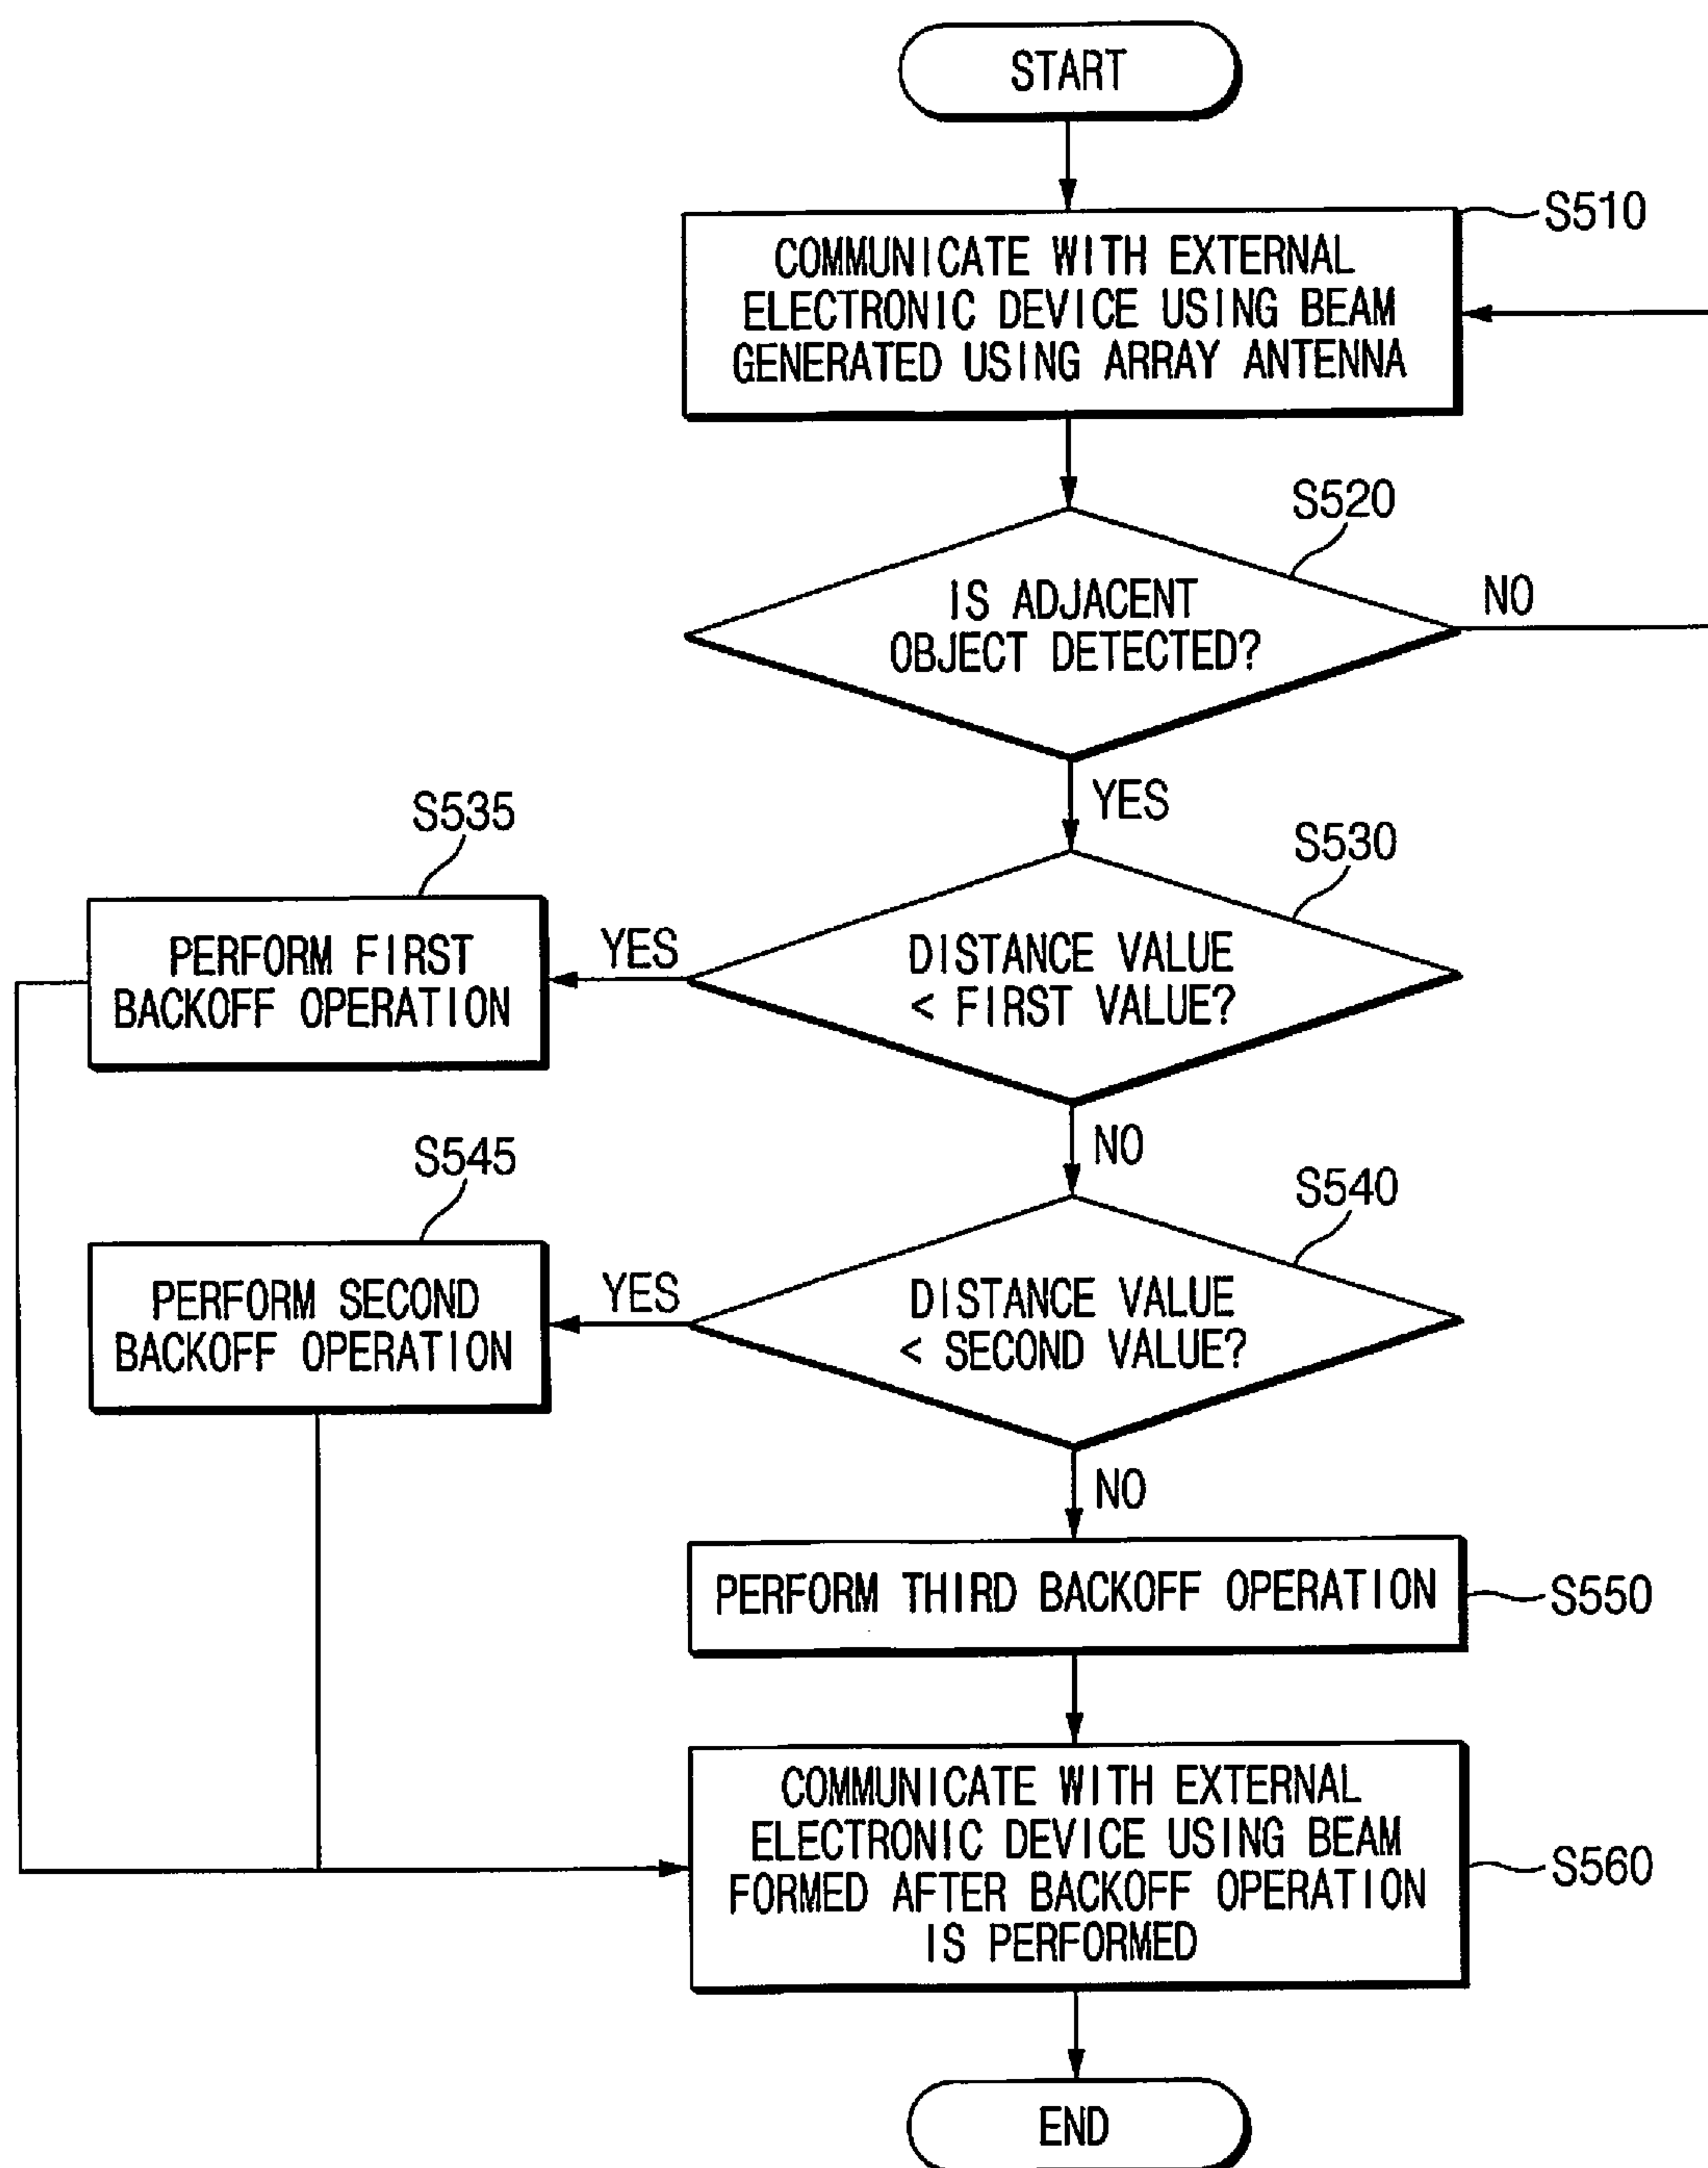 START
S510
COMMUNICATE WITH EXTERNAL
ELECTRONIC DEVICE USING BEAM
GENERATED USING ARRAY ANTENNA
S520
IS ADJACENT
OBJECT DETECTED?
NO
YES
S530
DISTANCE VALUE
< FIRST VALUE?
YES
S535
PERFORM FIRST
BACKOFF OPERATION
NO
S540
DISTANCE VALUE
< SECOND VALUE?
YES
S545
PERFORM SECOND
BACKOFF OPERATION
NO
PERFORM THIRD BACKOFF OPERATION
S550
COMMUNICATE WITH EXTERNAL
ELECTRONIC DEVICE USING BEAM
FORMED AFTER BACKOFF OPERATION
IS PERFORMED
S560
END